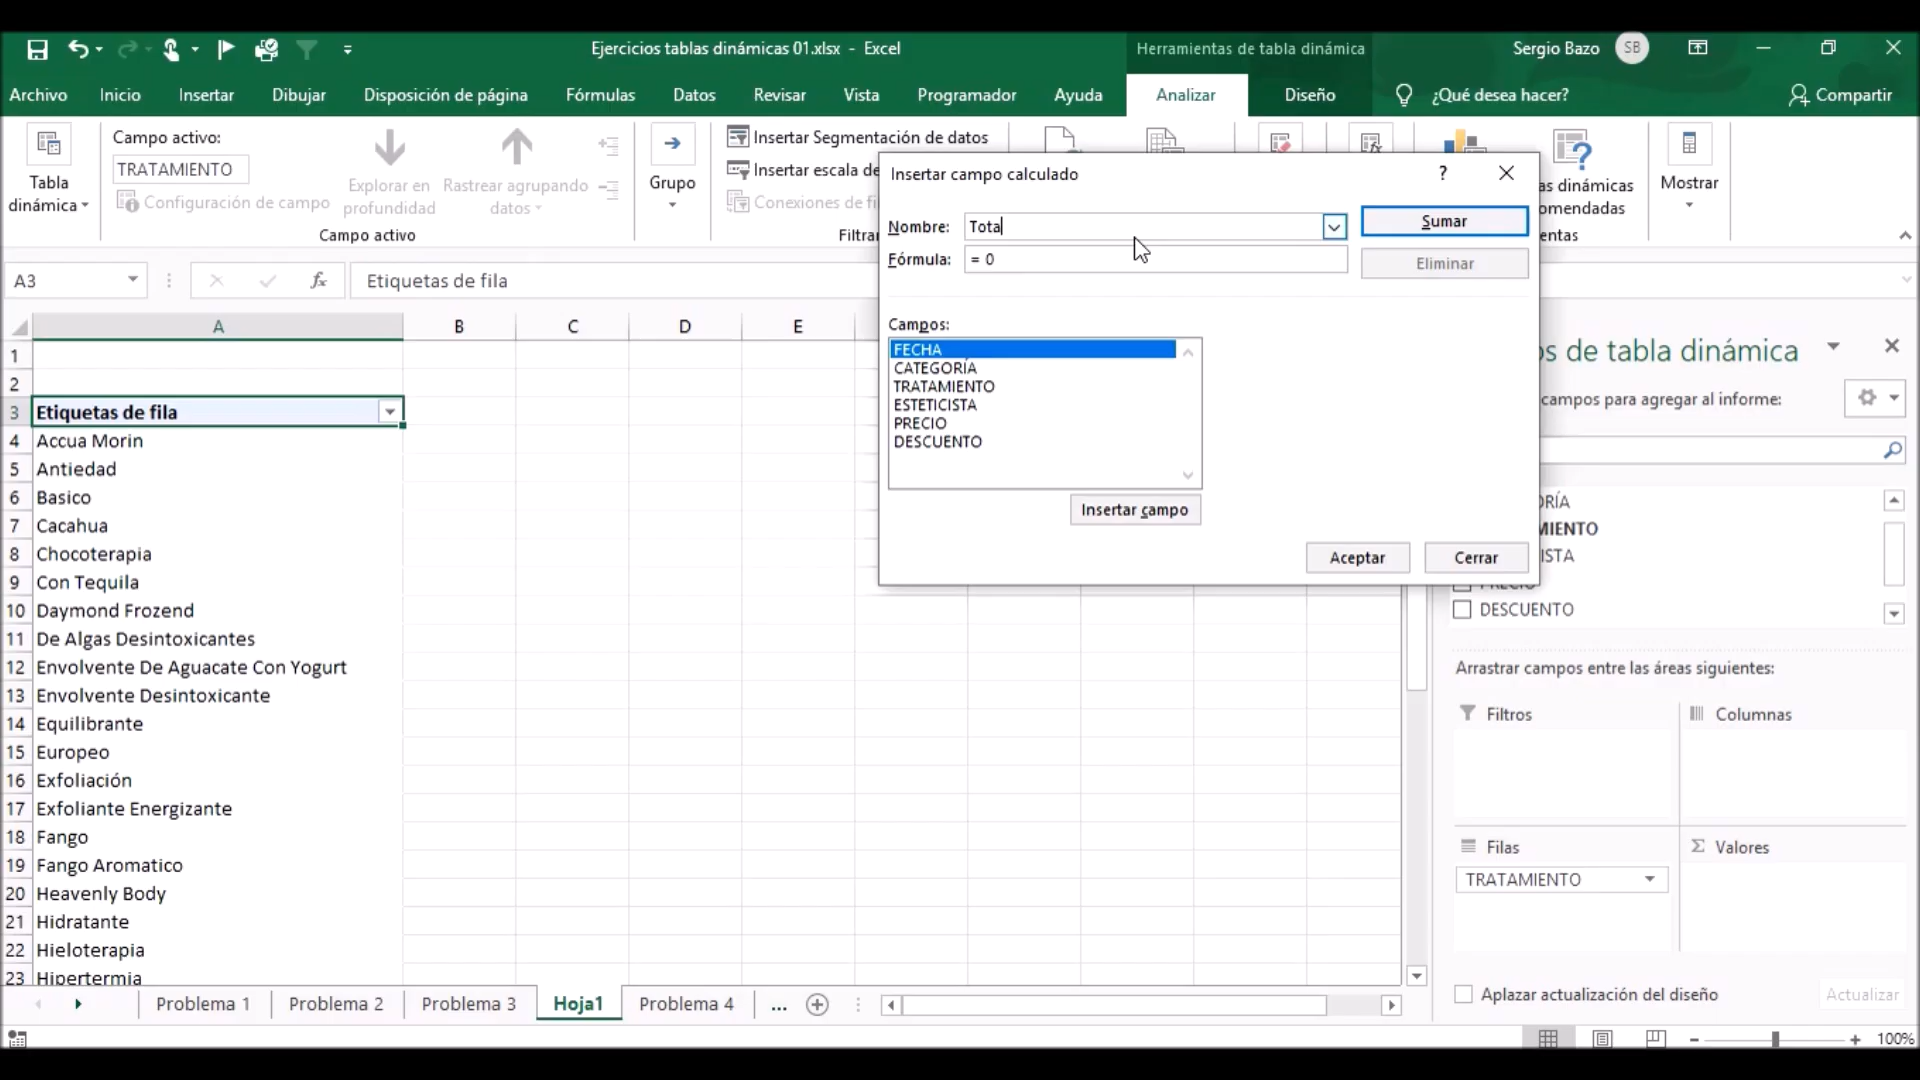 Ejercicios tablas dinámicas 01.xlsx - Excel
Herramientas de tabla dinámica
Sergio Bazo
SB
Archivo
Inicio
Insertar
Dibujar
Disposición de página
Fórmulas
Datos
Revisar
Vista
Programador
Ayuda
Analizar
Diseño
¿Qué desea hacer?
Compartir
Tabla
dinámica
Campo activo:
TRATAMIENTO
Configuración de campo
Explorar en
profundidad
Rastrear agrupando
datos
Campo activo
Grupo
Insertar Segmentación de datos
Insertar escala de
Conexiones de fi
Filtrar
as dinámicas
omendadas
entas
Mostrar
Insertar campo calculado
?
Nombre:
Tota
Sumar
Fórmula:
= 0
Eliminar
Campos:
FECHA
CATEGORÍA
TRATAMIENTO
ESTETICISTA
PRECIO
DESCUENTO
Insertar campo
Aceptar
Cerrar
A3
fx
Etiquetas de fila
A
B
C
D
E
1
2
3 Etiquetas de fila
4 Accua Morin
5 Antiedad
6 Basico
7 Cacahua
8 Chocoterapia
9 Con Tequila
10 Daymond Frozend
11 De Algas Desintoxicantes
12 Envolvente De Aguacate Con Yogurt
13 Envolvente Desintoxicante
14 Equilibrante
15 Europeo
16 Exfoliación
17 Exfoliante Energizante
18 Fango
19 Fango Aromatico
20 Heavenly Body
21 Hidratante
22 Hieloterapia
23 Hipertermia
os de tabla dinámica
campos para agregar al informe:
ORÍA
MIENTO
ISTA
PRECIO
DESCUENTO
Arrastrar campos entre las áreas siguientes:
Filtros
Columnas
Filas
Σ Valores
TRATAMIENTO
Aplazar actualización del diseño
Actualizar
Problema 1
Problema 2
Problema 3
Hoja1
Problema 4
...
100%